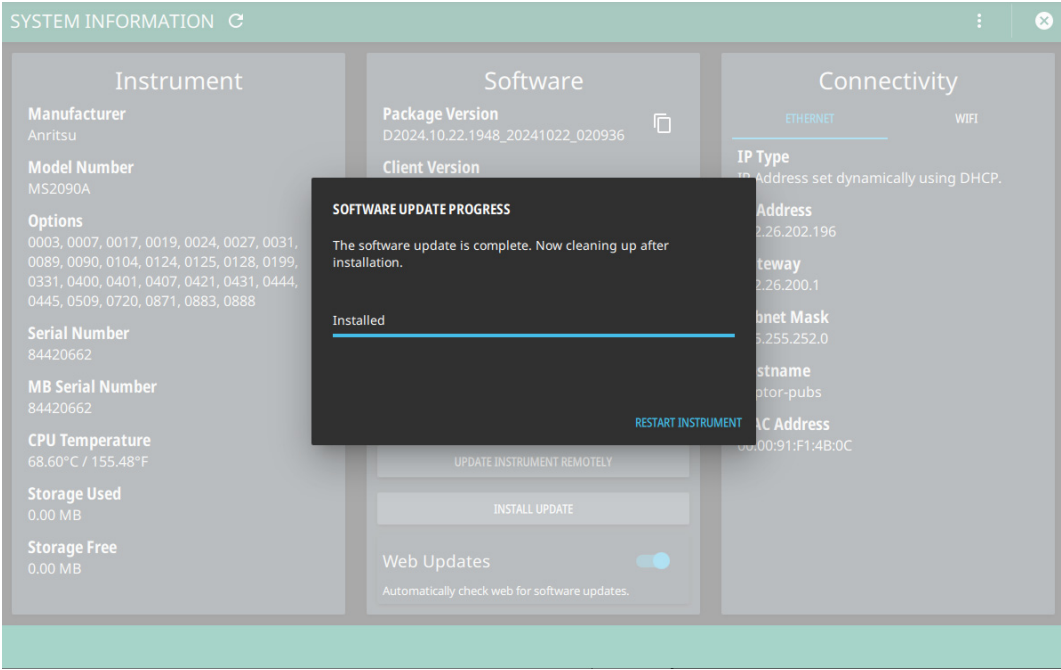 SYSTEM INFORMATION
Instrument
Manufacturer
Anritsu
Model Number
MS2090A
Options
0003, 0007, 0017, 0019, 0024, 0027, 0031,
0089, 0090, 0104, 0124, 0125, 0128, 0199,
0331, 0400, 0401, 0407, 0421, 0431, 0444,
0445, 0509, 0720, 0871, 0883, 0888
Serial Number
84420662
MB Serial Number
84420662
CPU Temperature
68.60°C / 155.48°F
Storage Used
0.00 MB
Storage Free
0.00 MB
Software
Package Version
D2024.10.22.1948_20241022_020936
Client Version
SOFTWARE UPDATE PROGRESS
The software update is complete. Now cleaning up after
installation.
Installed
RESTART INSTRUMENT
UPDATE INSTRUMENT REMOTELY
INSTALL UPDATE
Web Updates
Automatically check web for software updates.
Connectivity
ETHERNET WIFI
IP Type
IP Address set dynamically using DHCP.
Address
2.26.202.196
teway
2.26.200.1
bnet Mask
5.255.252.0
stname
ptor-pubs
AC Address
00:00:91:F1:4B:0C